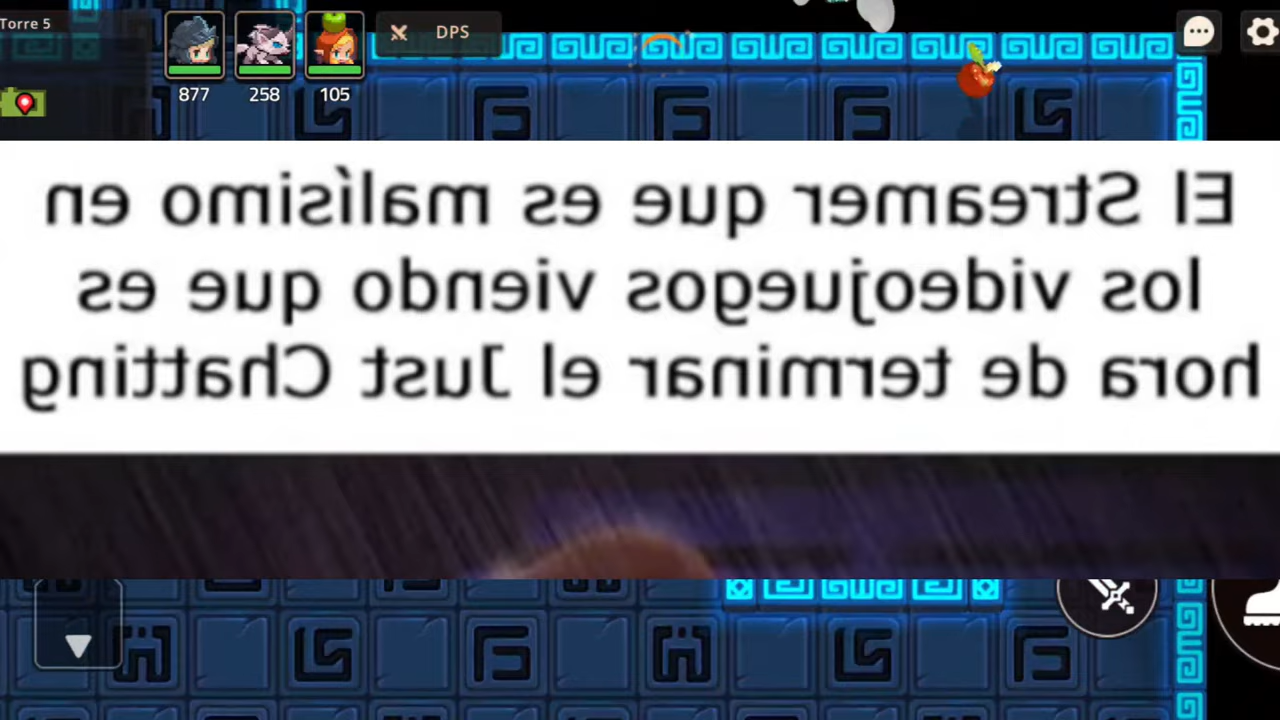 Torre 5
DPS
877
258
105
El Streamer que es malísimo en
los videojuegos viendo que es
hora de terminar el Just Chatting